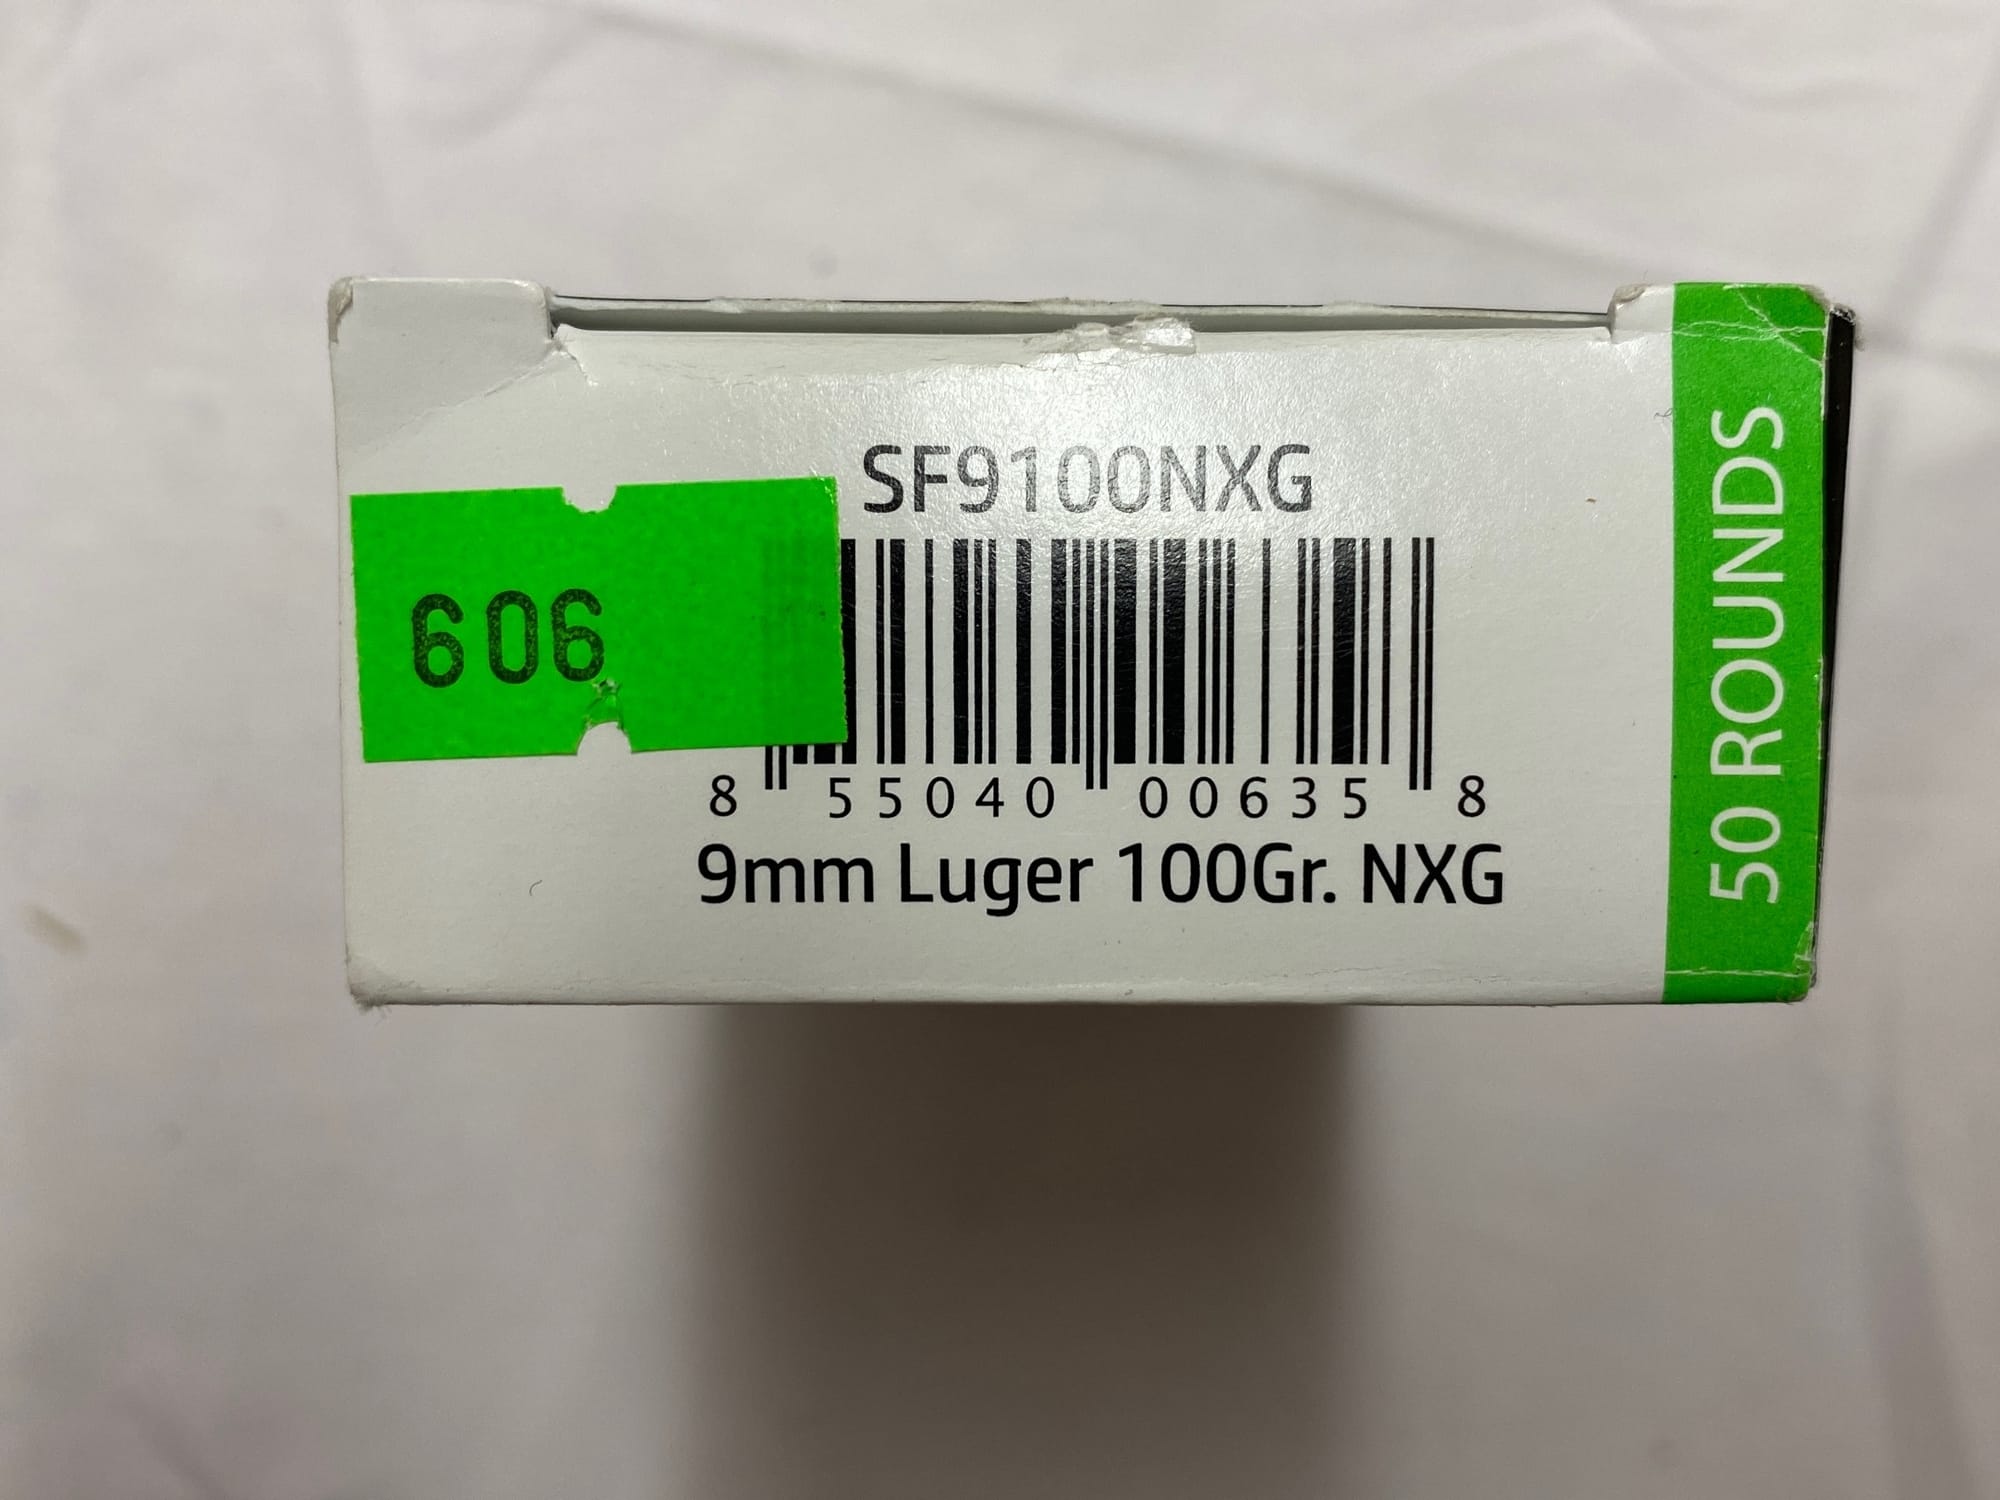 SF9100NXG
606
8 55040 00635 8
9mm Luger 100Gr. NXG
50 ROUNDS